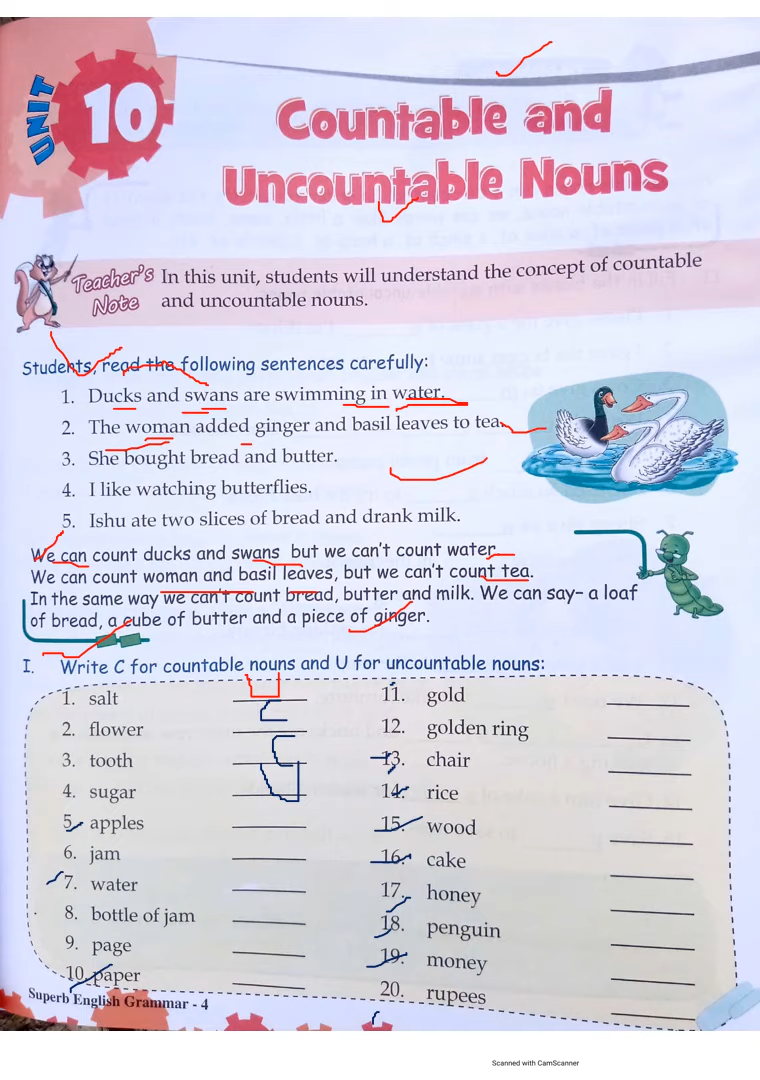 UNIT
10
Countable and
Uncountable Nouns
Teacher's
Note
In this unit, students will understand the concept of countable
and uncountable nouns.
Students, read the following sentences carefully:
1. Ducks and swans are swimming in water.
2. The woman added ginger and basil leaves to tea.
3. She bought bread and butter.
4. I like watching butterflies.
5. Ishu ate two slices of bread and drank milk.
We can count ducks and swans but we can't count water.
We can count woman and basil leaves, but we can't count tea.
In the same way we can't count bread, butter and milk. We can say– a loaf
of bread, a cube of butter and a piece of ginger.
I. Write C for countable nouns and U for uncountable nouns:
1. salt U
2. flower C
3. tooth C
4. sugar U
5. apples
6. jam
7. water
8. bottle of jam
9. page
10. paper
11. gold
12. golden ring
13. chair
14. rice
15. wood
16. cake
17. honey
18. penguin
19. money
20. rupees
Superb English Grammar - 4
Scanned with CamScanner